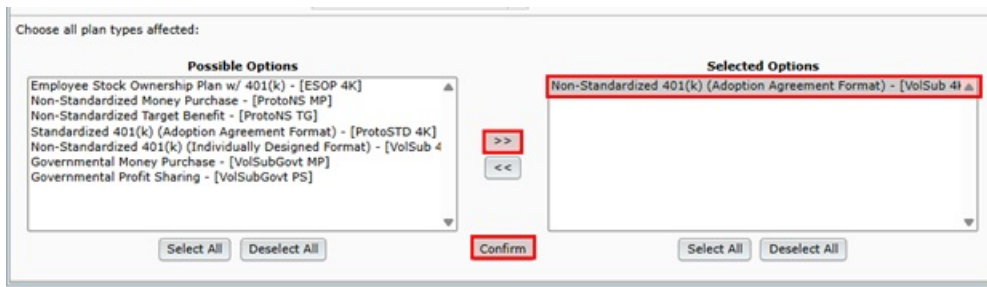 Choose all plan types affected:
Possible Options
Employee Stock Ownership Plan w/ 401(k) - [ESOP 4K]
Non-Standardized Money Purchase - [ProtoNS MP]
Non-Standardized Target Benefit - [ProtoNS TG]
Standardized 401(k) (Adoption Agreement Format) - [ProtoSTD 4K]
Non-Standardized 401(k) (Individually Designed Format) - [VolSub 4
Governmental Money Purchase - [VolSubGovt MP]
Governmental Profit Sharing - [VolSubGovt PS]
Select All
Deselect All
>>
<<
Confirm
Selected Options
Non-Standardized 401(k) (Adoption Agreement Format) - [VolSub 4
Select All
Deselect All